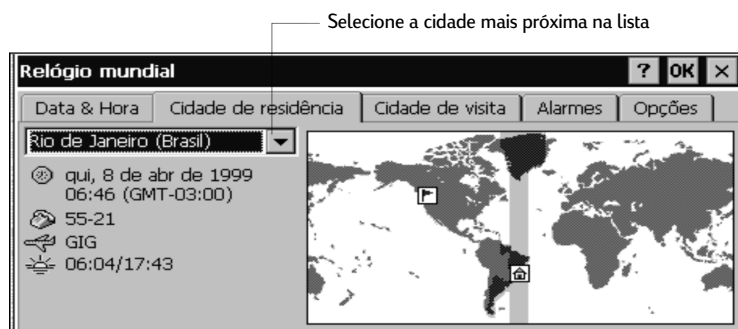 Selecione a cidade mais próxima na lista
Relógio mundial ? OK ×
Data & Hora Cidade de residência Cidade de visita Alarmes Opções
Rio de Janeiro (Brasil)
qui, 8 de abr de 1999
06:46 (GMT-03:00)
55-21
GIG
06:04/17:43